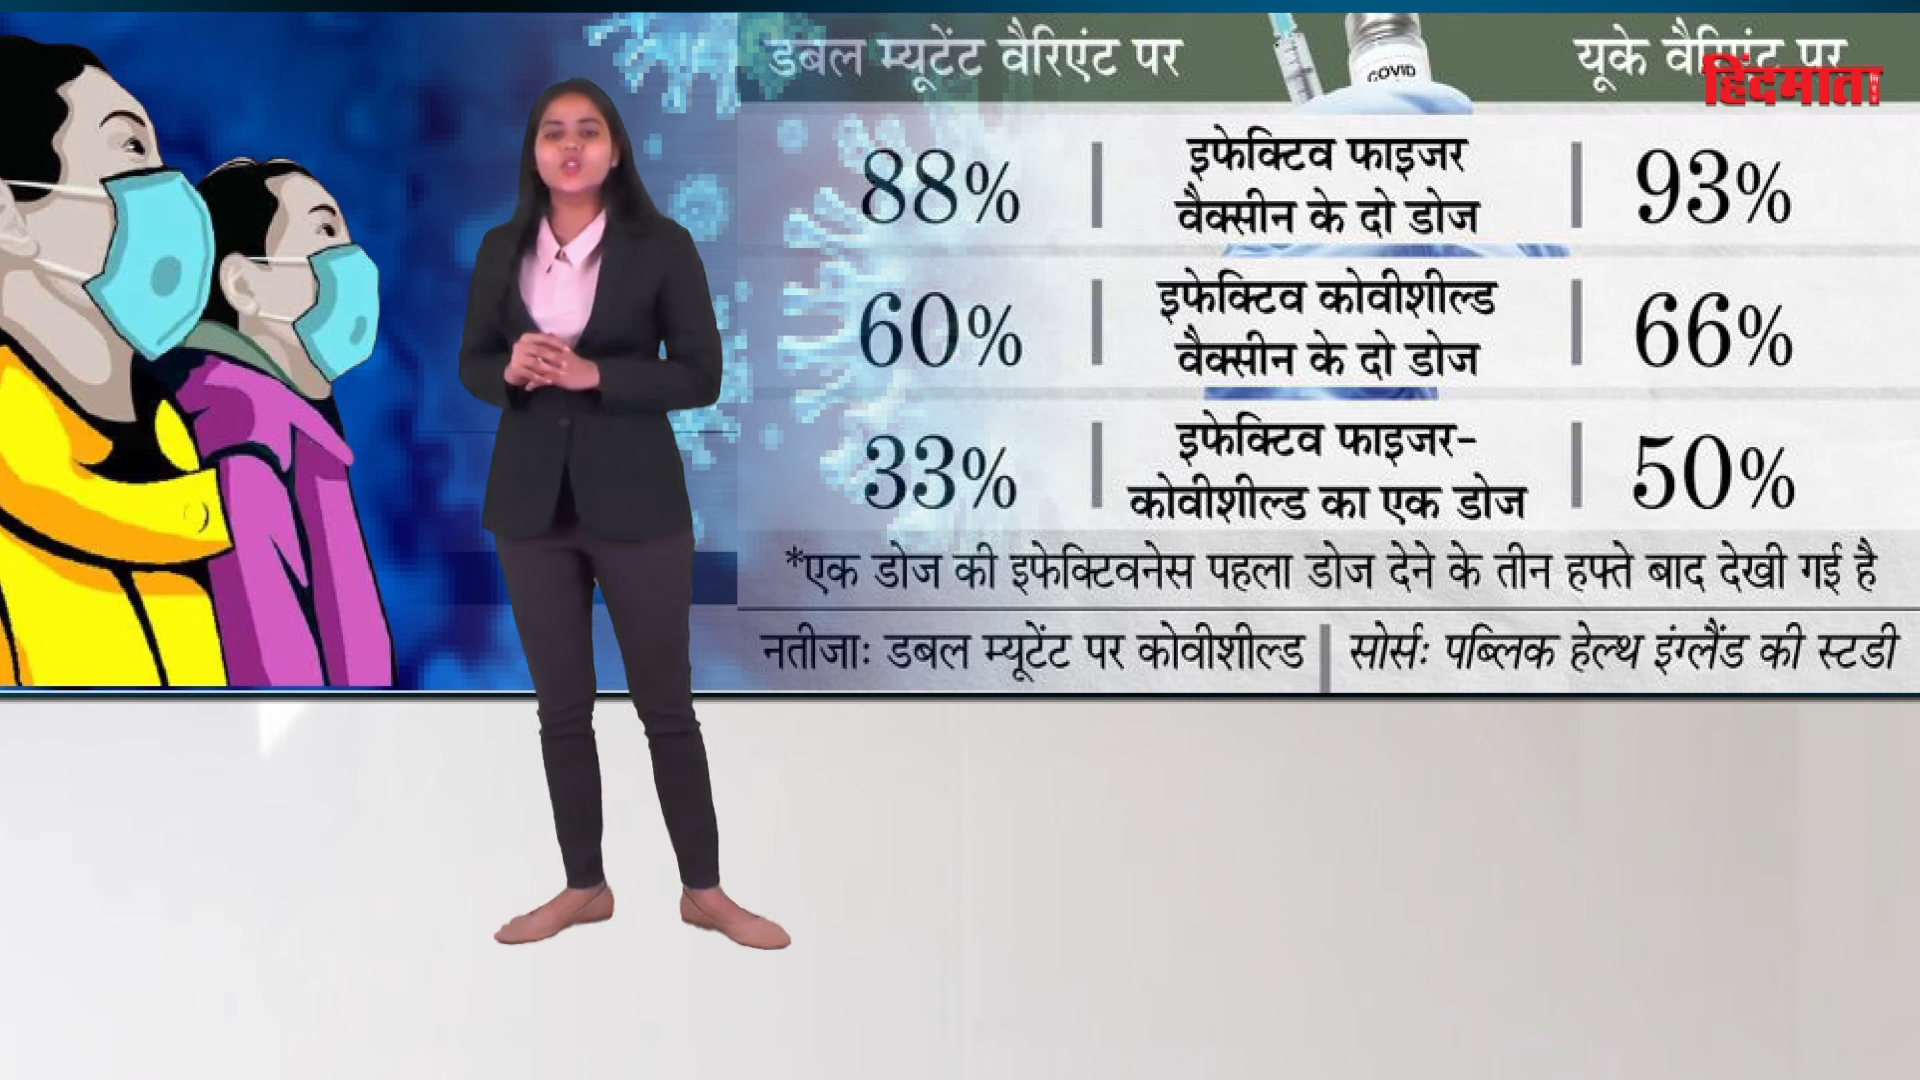 डबल म्यूटेंट वैरिएंट पर
यूके वैरिएंट पर
COVID
हिंदमाता
88%
इफेक्टिव फाइजर
वैक्सीन के दो डोज
93%
60%
इफेक्टिव कोवीशील्ड
वैक्सीन के दो डोज
66%
33%
इफेक्टिव फाइजर-
कोवीशील्ड का एक डोज
50%
*एक डोज की इफेक्टिवनेस पहला डोज देने के तीन हफ्ते बाद देखी गई है
नतीजाः डबल म्यूटेंट पर कोवीशील्ड | सोर्सः पब्लिक हेल्थ इंग्लैंड की स्टडी